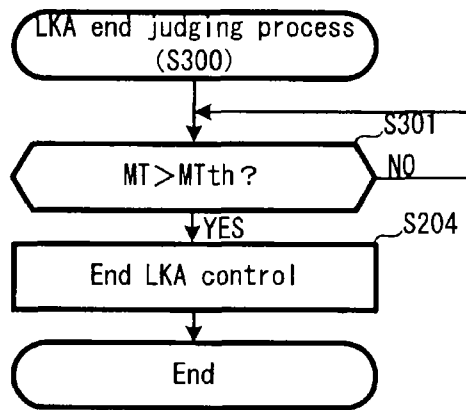 LKA end judging process
(S300)
S301
MT>MTth?
NO
YES
S204
End LKA control
End